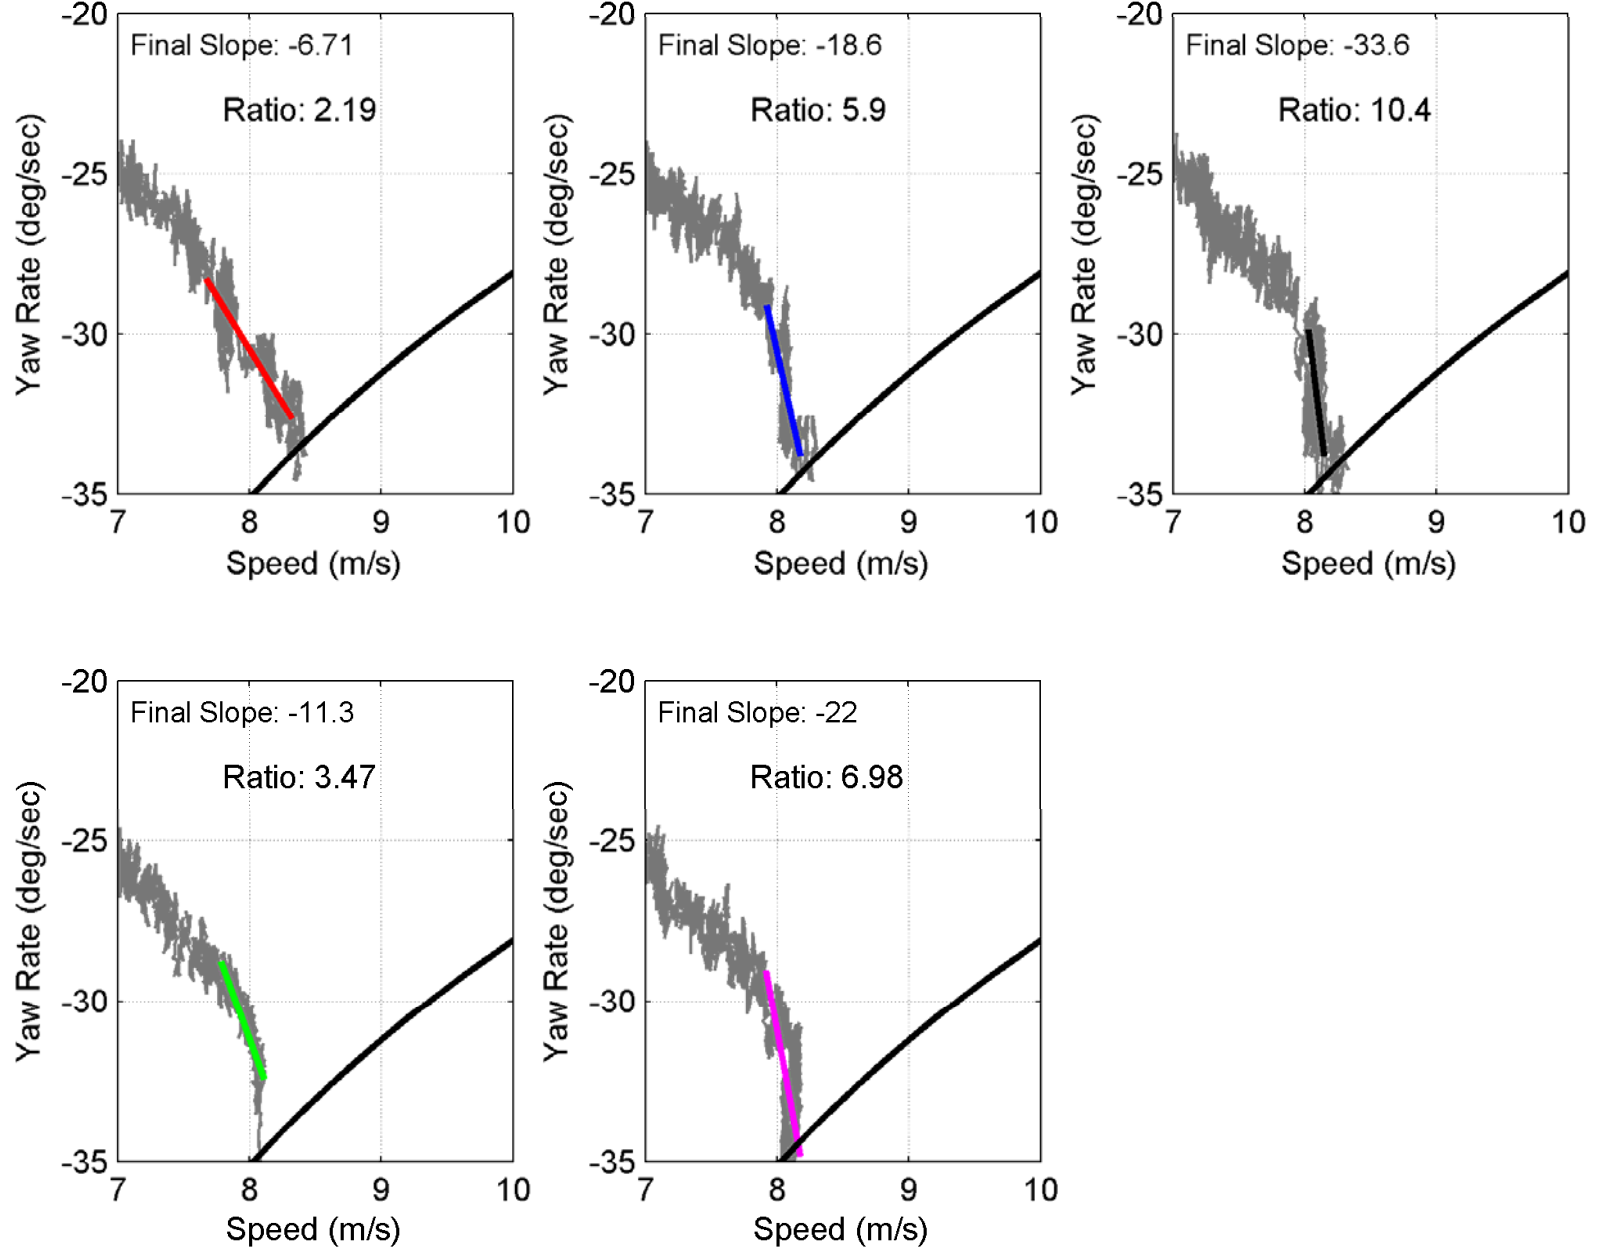 -20
-25
-30
-35
7 8 9 10
Final Slope: -6.71
Ratio: 2.19
Yaw Rate (deg/sec)
Speed (m/s)
-20
-25
-30
-35
7 8 9 10
Final Slope: -18.6
Ratio: 5.9
Yaw Rate (deg/sec)
Speed (m/s)
-20
-25
-30
-35
7 8 9 10
Final Slope: -33.6
Ratio: 10.4
Yaw Rate (deg/sec)
Speed (m/s)
-20
-25
-30
-35
7 8 9 10
Final Slope: -11.3
Ratio: 3.47
Yaw Rate (deg/sec)
Speed (m/s)
-20
-25
-30
-35
7 8 9 10
Final Slope: -22
Ratio: 6.98
Yaw Rate (deg/sec)
Speed (m/s)